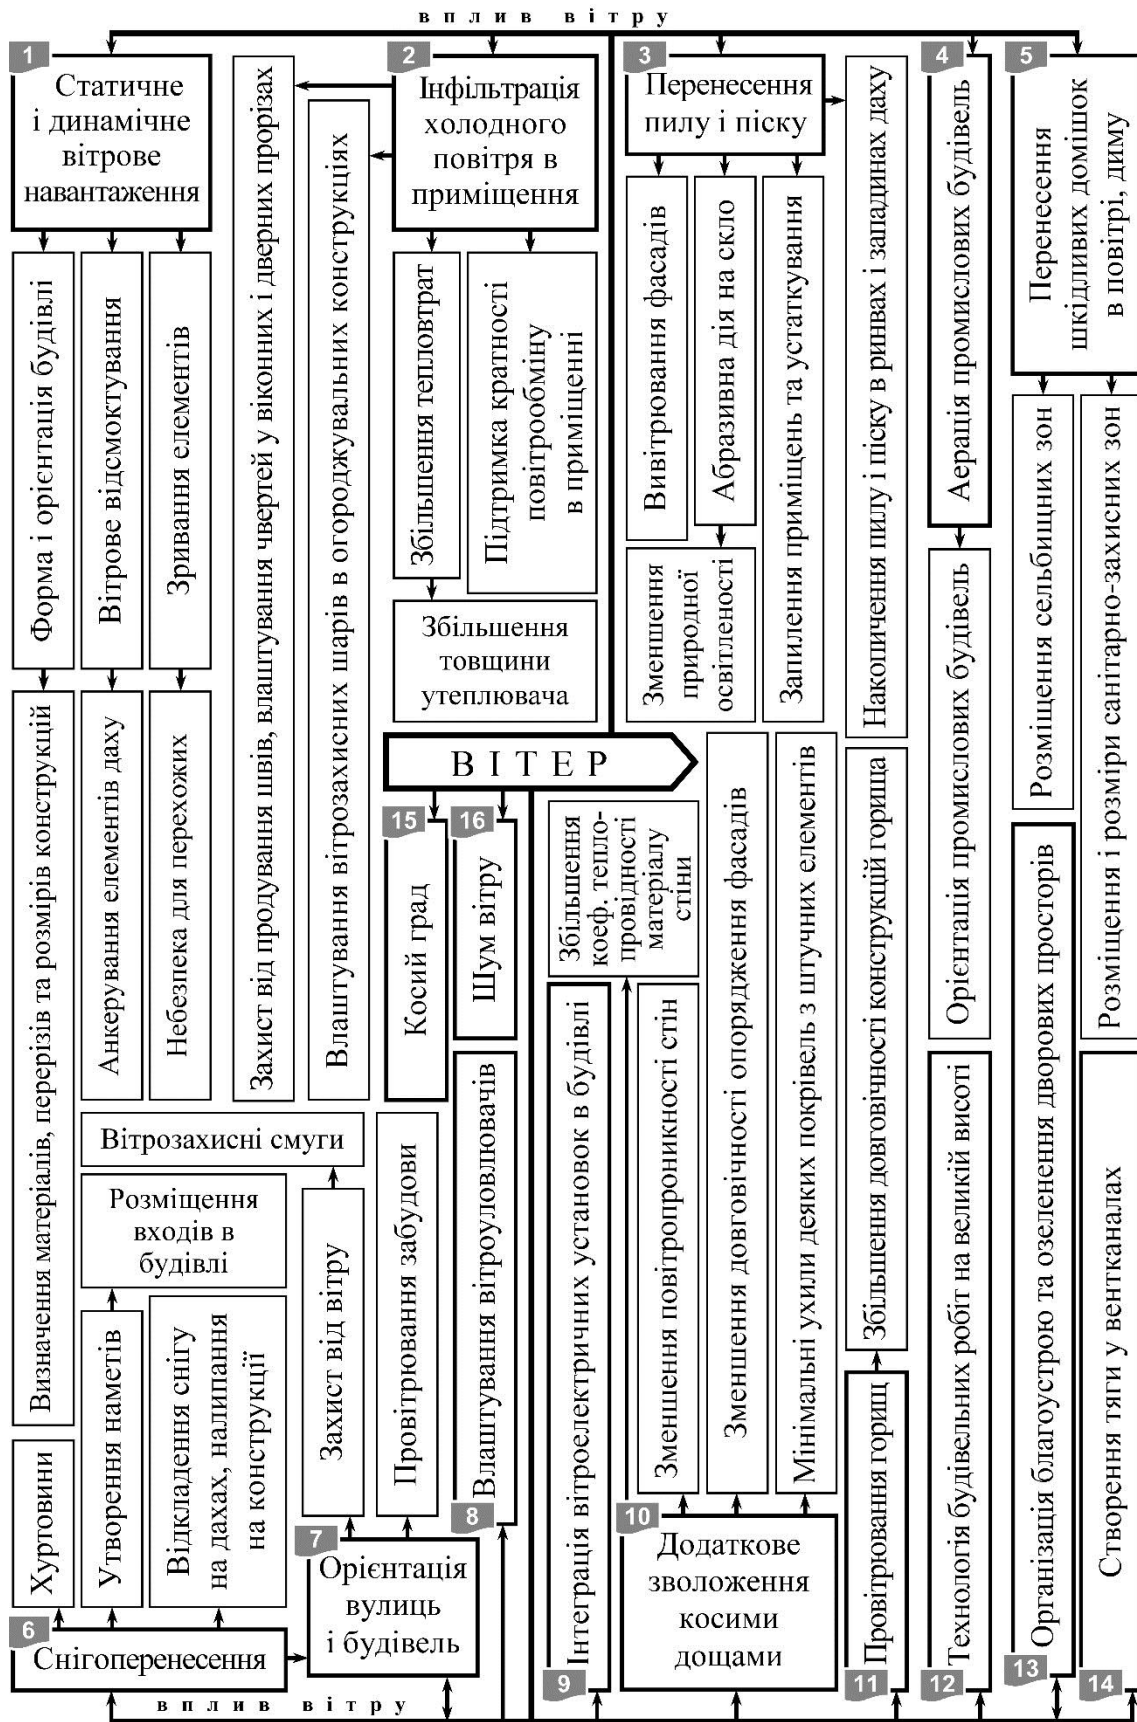 вплив вітру
1
Статичне
і динамічне
вітрове
навантаження
2
Інфільтрація
холодного
повітря в
приміщення
3
Перенесення
пилу і піску
4
Аерація промислових будівель
5
Перенесення
шкідливих домішок
в повітрі, диму
Форма і орієнтація будівлі
Вітрове відсмоктування
Зривання елементів
Захист від продування швів, влаштування чвертей у віконних і дверних прорізах
Влаштування вітрозахисних шарів в огороджувальних конструкціях
Збільшення тепловтрат
Підтримка кратності
повітрообміну
в приміщенні
Вивітрювання фасадів
Абразивна дія на скло
Запилення приміщень та устаткування
Накопичення пилу і піску в ринвах і западинах даху
Зменшення
природної
освітленості
Орієнтація промислових будівель
Розміщення сельбищних зон
Розміщення і розміри санітарно-захисних зон
Збільшення
товщини
утеплювача
Визначення матеріалів, перерізів та розмірів конструкцій
Анкерування елементів даху
Небезпека для перехожих
ВІТЕР
15
Косий град
16
Шум вітру
Збільшення
коеф. тепло-
провідності
матеріалу
стіни
Зменшення повітропроникності стін
Зменшення довговічності опорядження фасадів
Мінімальні ухили деяких покрівель з штучних елементів
Збільшення довговічності конструкцій горища
Вітрозахисні смуги
Розміщення
входів в
будівлі
Захист від вітру
Провітрювання забудови
Хуртовини
Утворення наметів
Відкладення снігу
на дахах, налипання
на конструкції
6
Снігоперенесення
7
Орієнтація
вулиць
і будівель
8
Влаштування вітроуловлювачів
9
Інтеграція вітроелектричних установок в будівлі
10
Додаткове
зволоження
косими
дощами
11
Провітрювання горищ
12
Технологія будівельних робіт на великій висоті
13
Організація благоустрою та озеленення дворових просторів
14
Створення тяги у вентканалах
вплив вітру